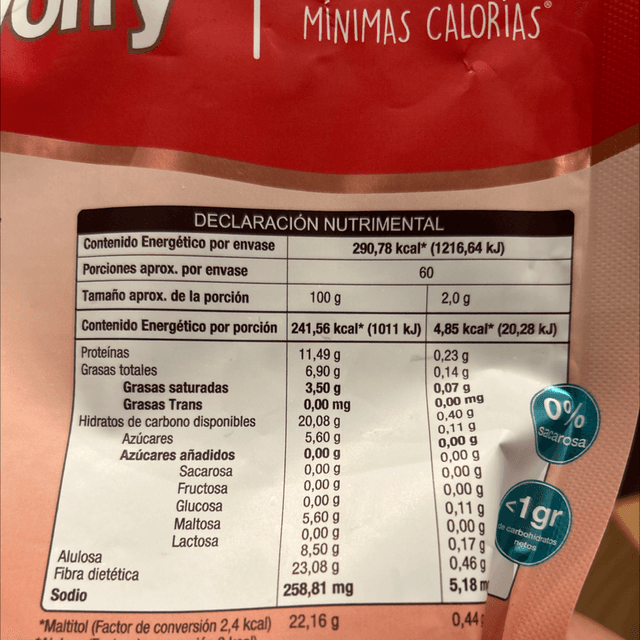 MÍNIMAS CALORÍAS®
DECLARACIÓN NUTRIMENTAL
Contenido Energético por envase 290,78 kcal* (1216,64 kJ)
Porciones aprox. por envase 60
Tamaño aprox. de la porción 100 g 2,0 g
Contenido Energético por porción 241,56 kcal* (1011 kJ) 4,85 kcal* (20,28 kJ)
Proteínas 11,49 g 0,23 g
Grasas totales 6,90 g 0,14 g
Grasas saturadas 3,50 g 0,07 g
Grasas Trans 0,00 mg 0,00 mg
Hidratos de carbono disponibles 20,08 g 0,40 g
Azúcares 5,60 g 0,11 g
Azúcares añadidos 0,00 g 0,00 g
Sacarosa 0,00 g 0,00 g
Fructosa 0,00 g 0,00 g
Glucosa 0,00 g 0,00 g
Maltosa 5,60 g 0,11 g
Lactosa 0,00 g 0,00 g
Alulosa 8,50 g 0,17 g
Fibra dietética 23,08 g 0,46 g
Sodio 258,81 mg 5,18 m
*Maltitol (Factor de conversión 2,4 kcal) 22,16 g 0,44
0%
sacarosa
<1gr
de carbohidratos
netos